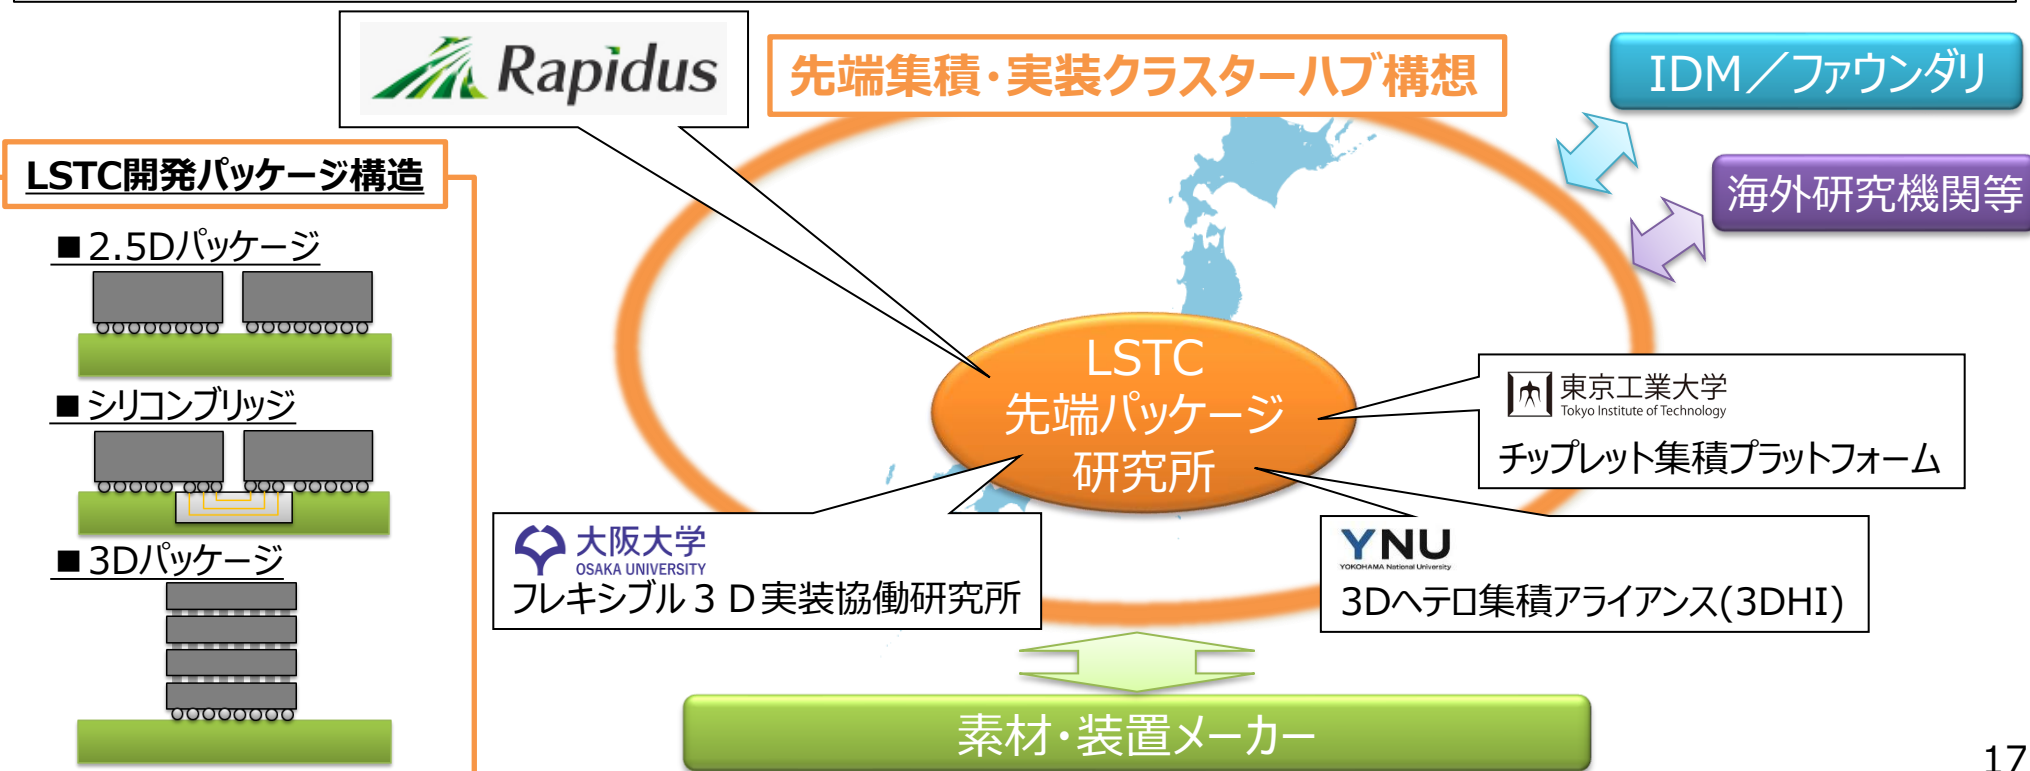 Rapidus
先端集積・実装クラスターハブ構想
IDM／ファウンダリ
海外研究機関等
LSTC開発パッケージ構造
■2.5Dパッケージ
■シリコンブリッジ
■3Dパッケージ
LSTC
先端パッケージ
研究所
東京工業大学
Tokyo Institute of Technology
チップレット集積プラットフォーム
大阪大学
OSAKA UNIVERSITY
フレキシブル３Ｄ実装協働研究所
YNU
YOKOHAMA National University
3Dヘテロ集積アライアンス(3DHI)
素材・装置メーカー
17